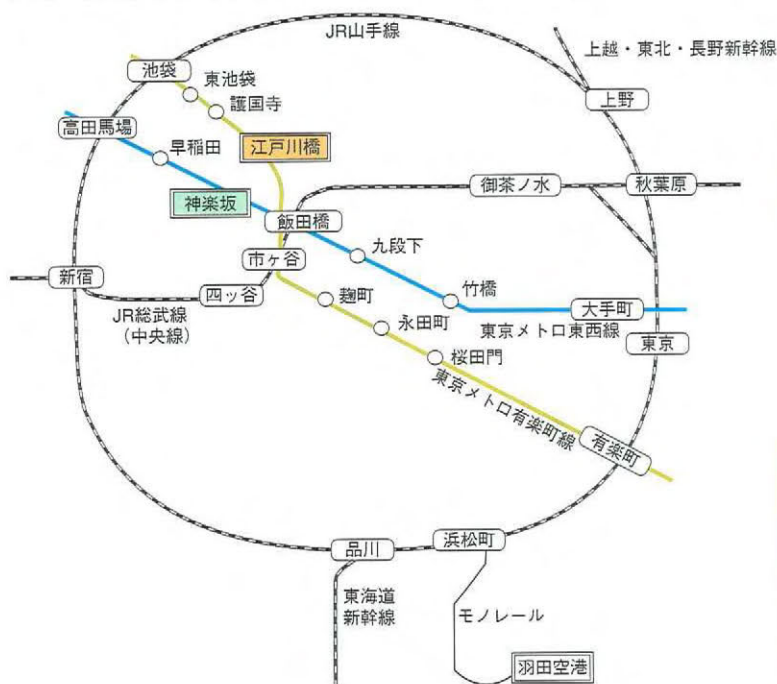 JR山手線
上越・東北・長野新幹線
池袋
東池袋
護国寺
上野
高田馬場
早稲田
江戸川橋
神楽坂
御茶ノ水
秋葉原
飯田橋
九段下
市ヶ谷
新宿
四ッ谷
麹町
竹橋
大手町
JR総武線
（中央線）
永田町
東京メトロ東西線
東京
桜田門
東京メトロ有楽町線
有楽町
品川
浜松町
東海道
新幹線
モノレール
羽田空港